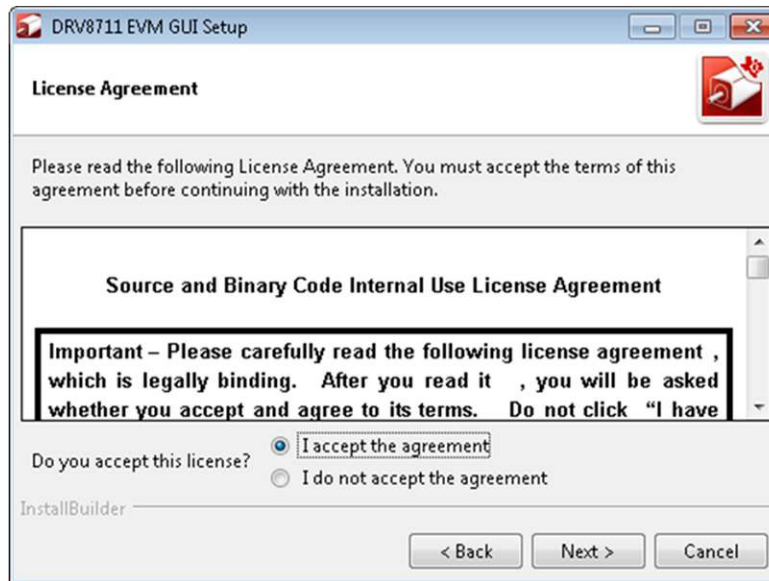 DRV8711 EVM GUI Setup
License Agreement
Please read the following License Agreement. You must accept the terms of this
agreement before continuing with the installation.
Source and Binary Code Internal Use License Agreement
Important – Please carefully read the following license agreement ,
which is legally binding. After you read it , you will be asked
whether you accept and agree to its terms. Do not click “I have
Do you accept this license?
I accept the agreement
I do not accept the agreement
InstallBuilder
< Back
Next >
Cancel